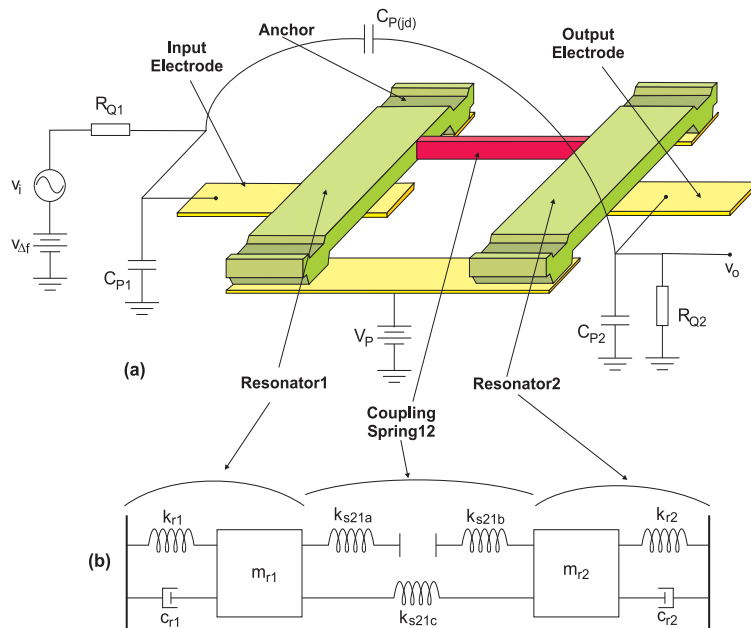 C_P(jd)
Input
Electrode
Anchor
Output
Electrode
R_Q1
v_i
v_Δf
C_P1
V_P
C_P2
R_Q2
v_o
(a)
Resonator1
Coupling
Spring12
Resonator2
k_r1
k_s21a
k_s21b
k_r2
(b)
m_r1
m_r2
c_r1
k_s21c
c_r2